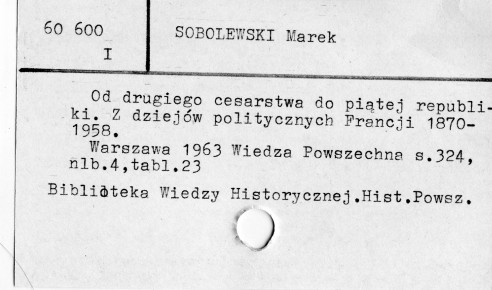 60 600
I
SOBOLEWSKI Marek
Od drugiego cesarstwa do piątej republi-
ki. Z dziejów politycznych Francji 1870-
1958.
Warszawa 1963 Wiedza Powszechna s.324,
nlb.4,tabl.23
Biblioteka Wiedzy Historycznej.Hist.Powsz.